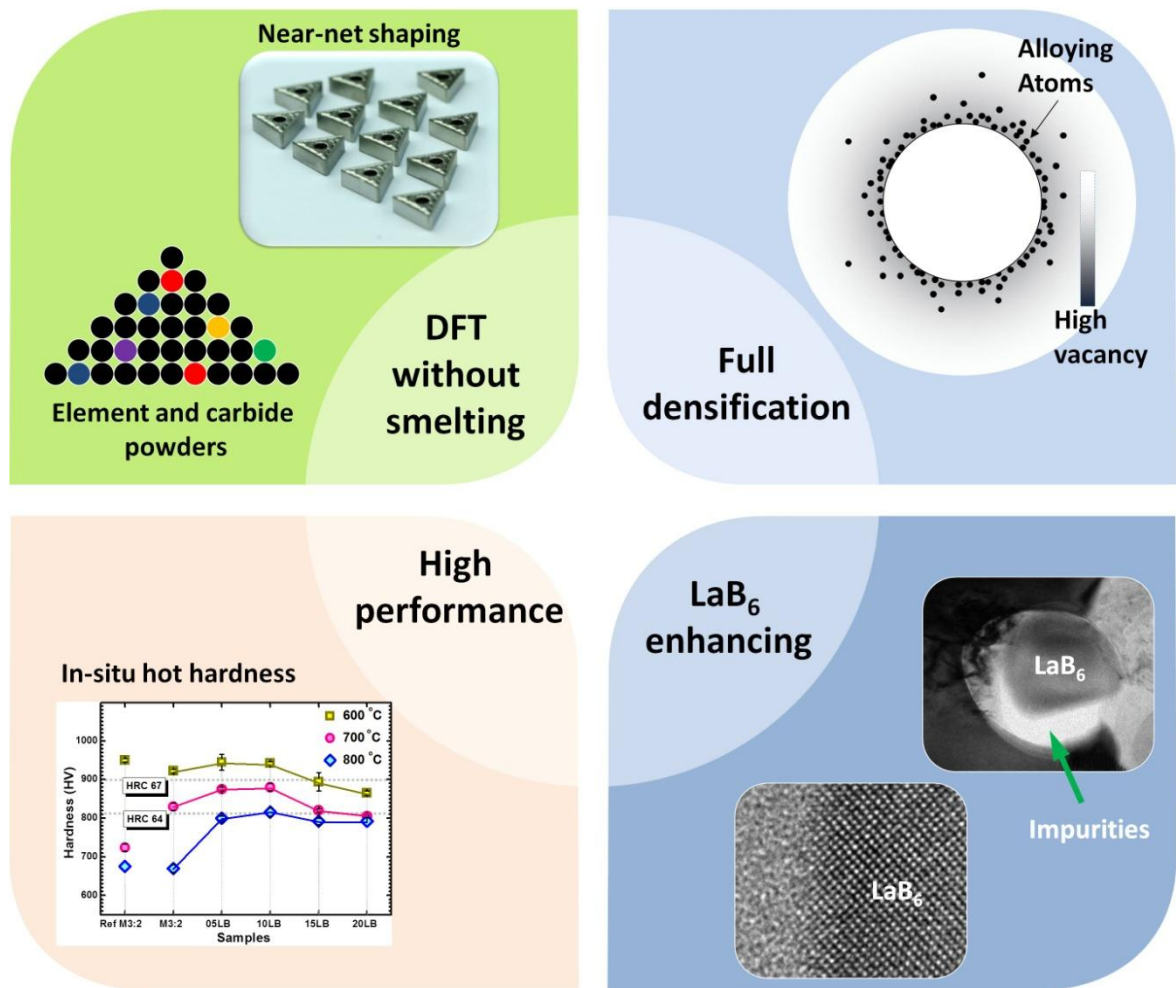 Near-net shaping
Element and carbide
powders
DFT
without
smelting
Alloying
Atoms
High
vacancy
Full
densification
High
performance
In-situ hot hardness
600 °C
700 °C
800 °C
1000
900
800
700
600
HRC 67
HRC 64
Hardness (HV)
Ref M3:2 M3:2 05LB 10LB 15LB 20LB
Samples
LaB₆
enhancing
LaB₆
Impurities
LaB₆